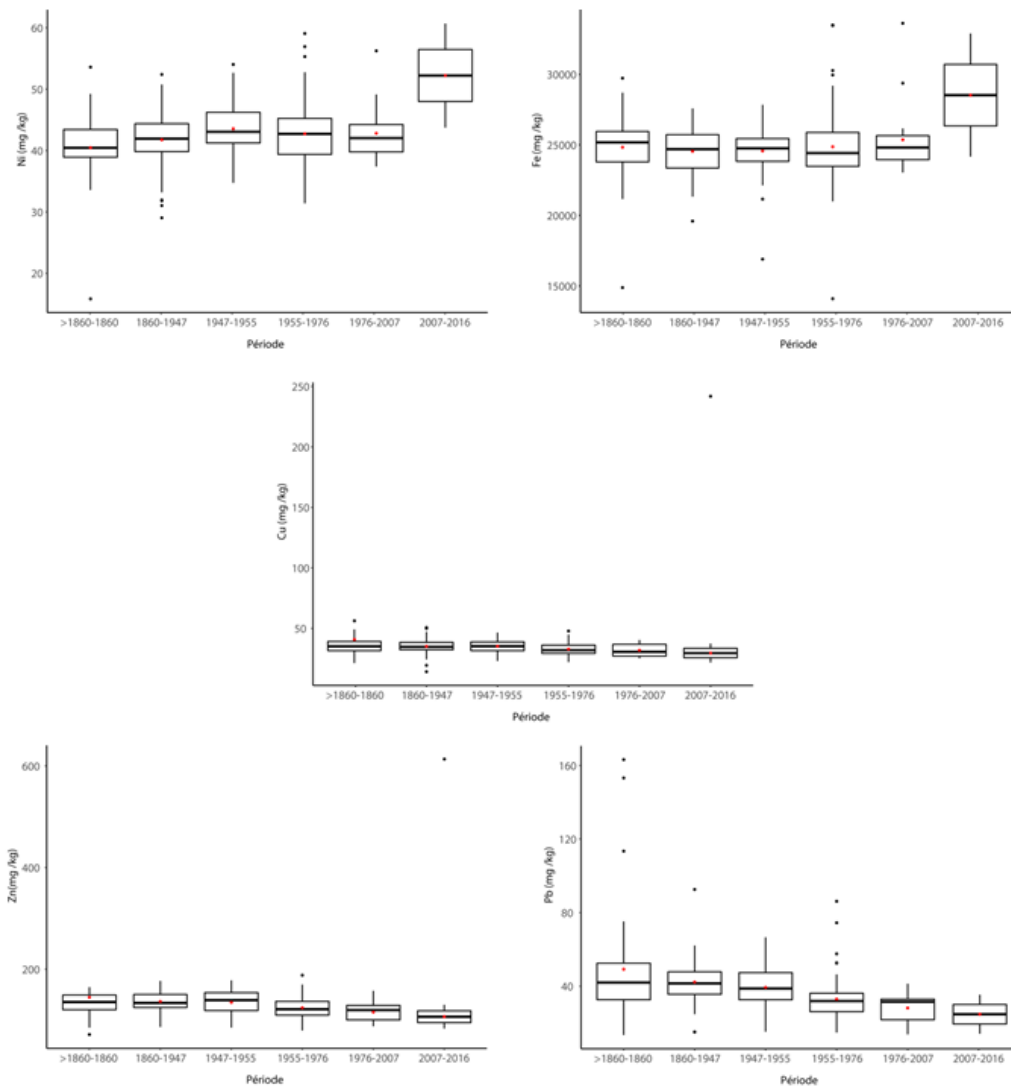 60
50
40
30
20
Ni (mg /kg)
>1860-1860 1860-1947 1947-1955 1955-1976 1976-2007 2007-2016
Période
30000
25000
20000
15000
Fe (mg /kg)
>1860-1860 1860-1947 1947-1955 1955-1976 1976-2007 2007-2016
Période
250
200
150
100
50
Cu (mg /kg)
>1860-1860 1860-1947 1947-1955 1955-1976 1976-2007 2007-2016
Période
600
400
200
Zn(mg /kg)
>1860-1860 1860-1947 1947-1955 1955-1976 1976-2007 2007-2016
Période
160
120
80
40
Pb (mg /kg)
>1860-1860 1860-1947 1947-1955 1955-1976 1976-2007 2007-2016
Période